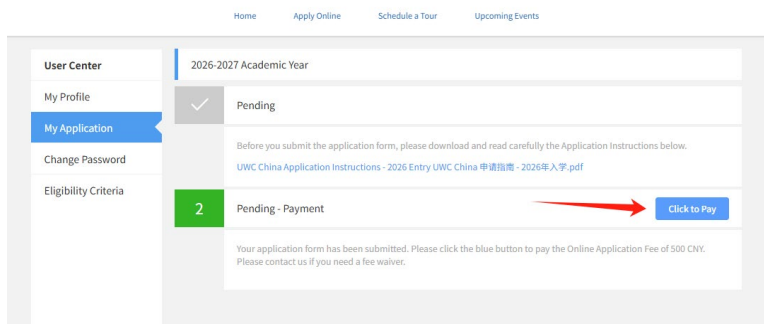 Home Apply Online Schedule a Tour Upcoming Events
User Center
My Profile
My Application
Change Password
Eligibility Criteria
2026-2027 Academic Year
Pending
Before you submit the application form, please download and read carefully the Application Instructions below.
UWC China Application Instructions - 2026 Entry UWC China 申请指南 - 2026年入学.pdf
2 Pending - Payment Click to Pay
Your application form has been submitted. Please click the blue button to pay the Online Application Fee of 500 CNY.
Please contact us if you need a fee waiver.